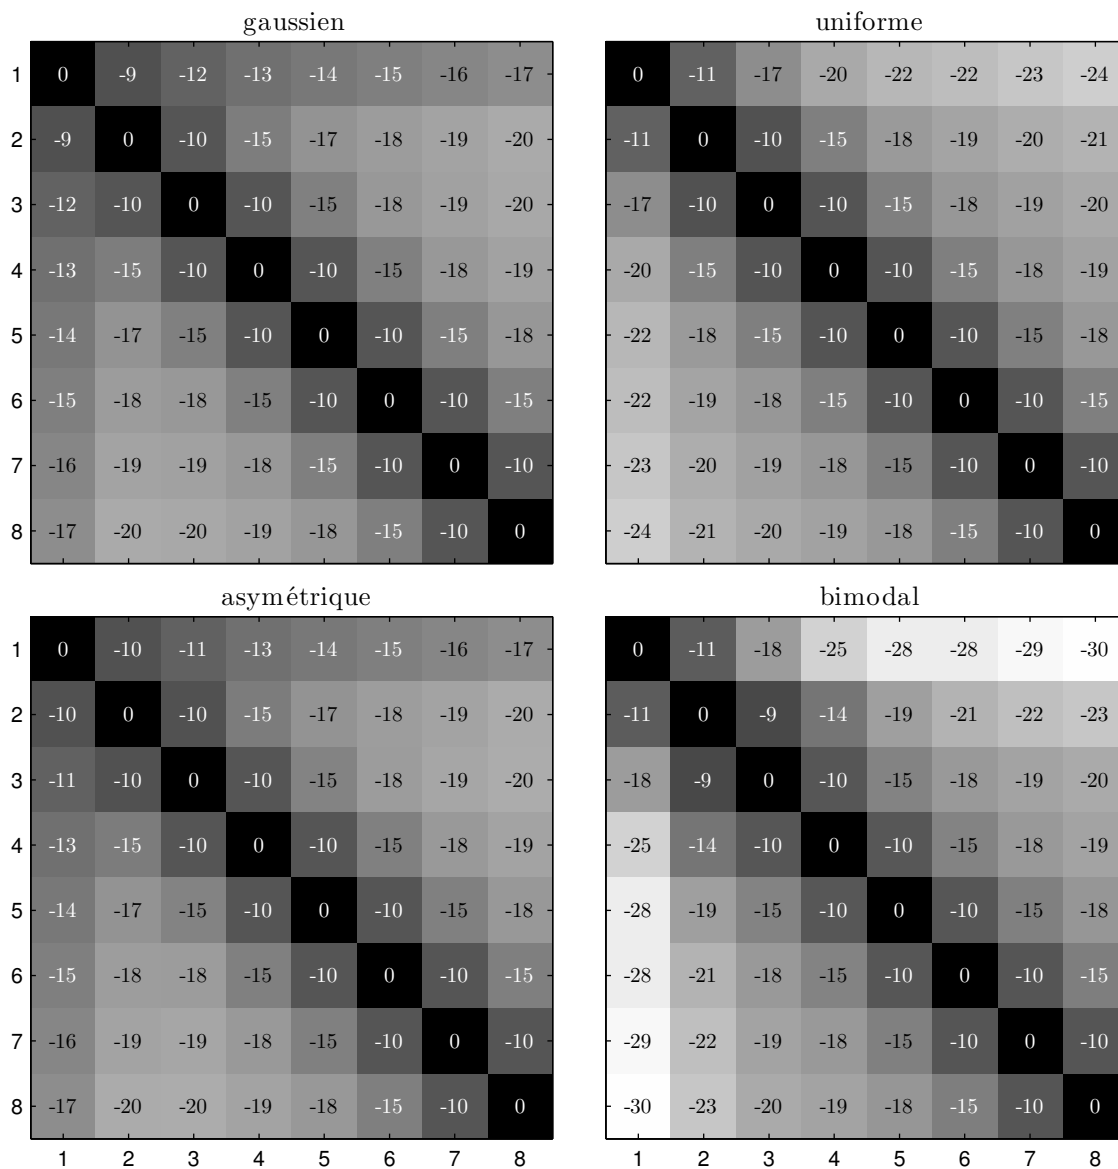 gaussien uniforme
1 0 -9 -12 -13 -14 -15 -16 -17 0 -11 -17 -20 -22 -22 -23 -24
2 -9 0 -10 -15 -17 -18 -19 -20 -11 0 -10 -15 -18 -19 -20 -21
3 -12 -10 0 -10 -15 -18 -19 -20 -17 -10 0 -10 -15 -18 -19 -20
4 -13 -15 -10 0 -10 -15 -18 -19 -20 -15 -10 0 -10 -15 -18 -19
5 -14 -17 -15 -10 0 -10 -15 -18 -22 -18 -15 -10 0 -10 -15 -18
6 -15 -18 -18 -15 -10 0 -10 -15 -22 -19 -18 -15 -10 0 -10 -15
7 -16 -19 -19 -18 -15 -10 0 -10 -23 -20 -19 -18 -15 -10 0 -10
8 -17 -20 -20 -19 -18 -15 -10 0 -24 -21 -20 -19 -18 -15 -10 0
asymétrique bimodal
1 0 -10 -11 -13 -14 -15 -16 -17 0 -11 -18 -25 -28 -28 -29 -30
2 -10 0 -10 -15 -17 -18 -19 -20 -11 0 -9 -14 -19 -21 -22 -23
3 -11 -10 0 -10 -15 -18 -19 -20 -18 -9 0 -10 -15 -18 -19 -20
4 -13 -15 -10 0 -10 -15 -18 -19 -25 -14 -10 0 -10 -15 -18 -19
5 -14 -17 -15 -10 0 -10 -15 -18 -28 -19 -15 -10 0 -10 -15 -18
6 -15 -18 -18 -15 -10 0 -10 -15 -28 -21 -18 -15 -10 0 -10 -15
7 -16 -19 -19 -18 -15 -10 0 -10 -29 -22 -19 -18 -15 -10 0 -10
8 -17 -20 -20 -19 -18 -15 -10 0 -30 -23 -20 -19 -18 -15 -10 0
1 2 3 4 5 6 7 8 1 2 3 4 5 6 7 8